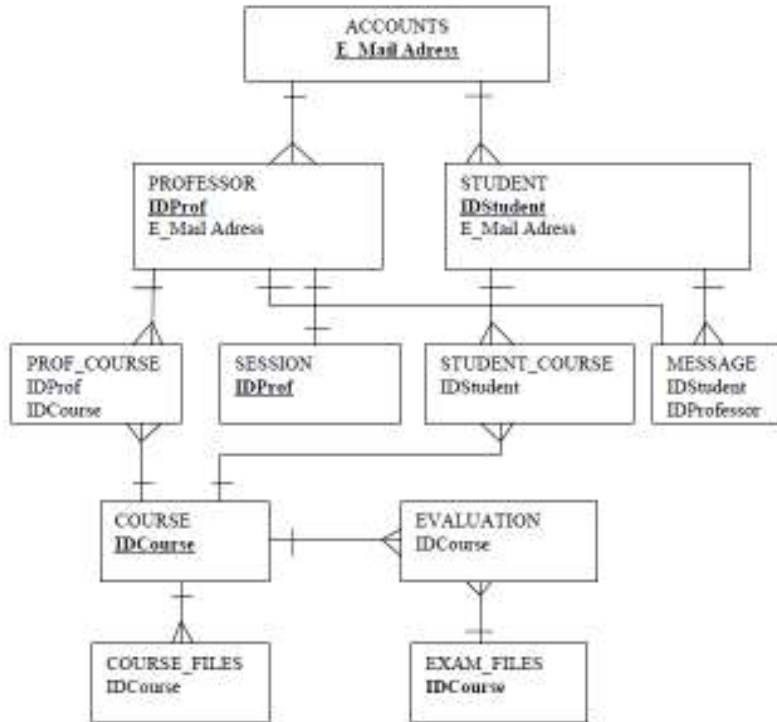 ACCOUNTS
E_Mail Adress
PROFESSOR
IDProf
E_Mail Adress
STUDENT
IDStudent
E_Mail Adress
PROF_COURSE
IDProf
IDCourse
SESSION
IDProf
STUDENT_COURSE
IDStudent
MESSAGE
IDStudent
IDProfessor
COURSE
IDCourse
EVALUATION
IDCourse
COURSE_FILES
IDCourse
EXAM_FILES
IDCourse